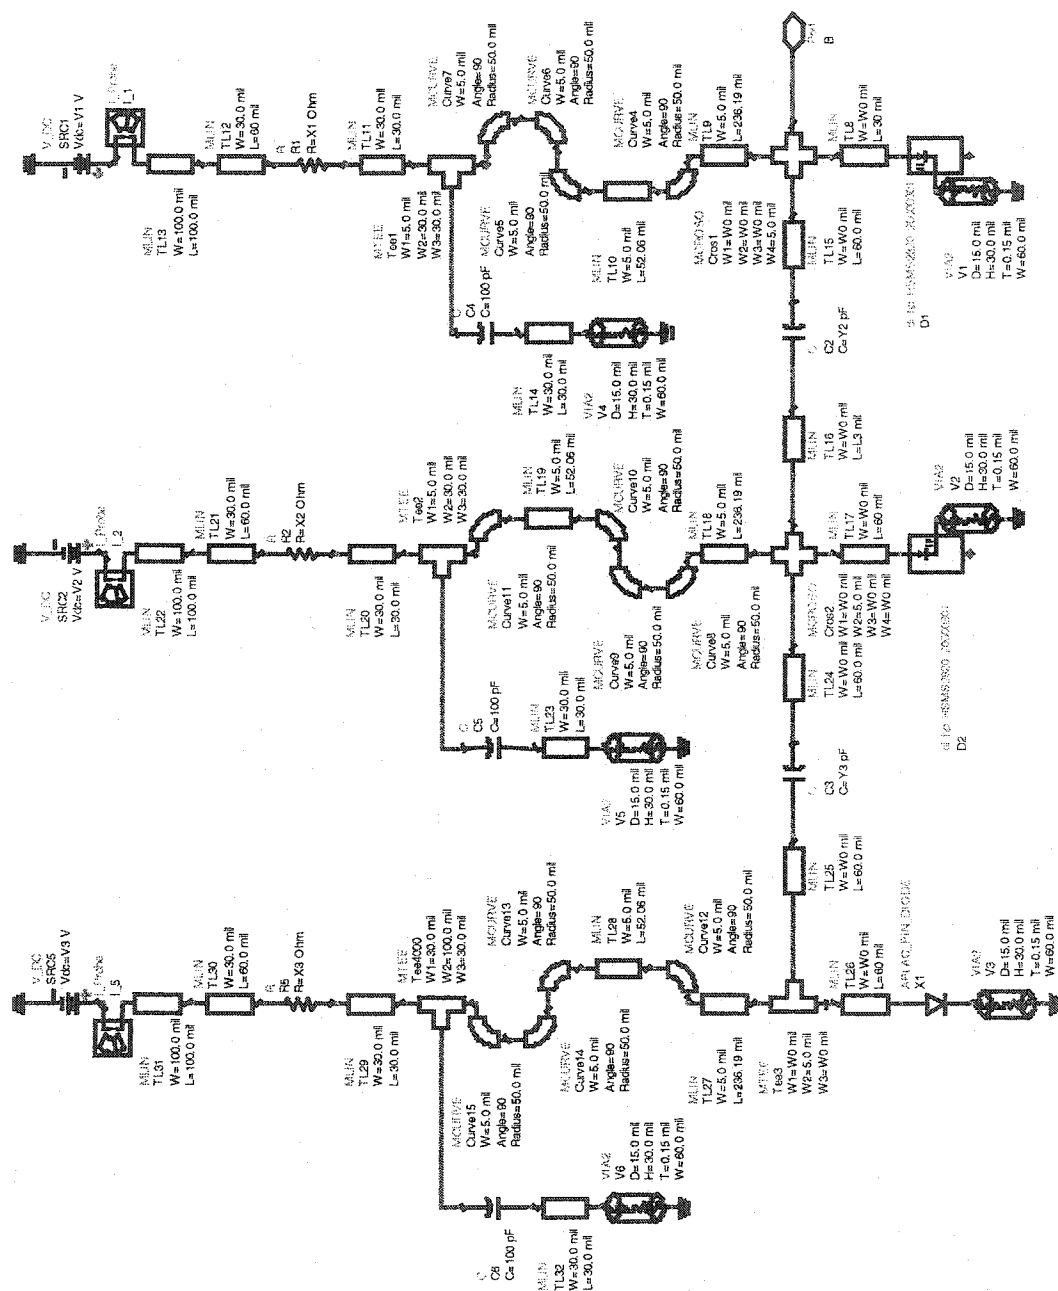 V_DC
SRC1
Vdc=V1 V
I_Probe
I_1
MLIN
TL13
W=100.0 mil
L=100.0 mil
MLIN
TL12
W=30.0 mil
L=60 mil
R
R1
R=X1 Ohm
MLIN
TL11
W=30.0 mil
L=30.0 mil
MTEE
Tee1
W1=5.0 mil
W2=30.0 mil
W3=30.0 mil
MCURVE
Curve7
W=5.0 mil
Angle=90
Radius=50.0 mil
MCURVE
Curve6
W=5.0 mil
Angle=90
Radius=50.0 mil
MCURVE
Curve5
W=5.0 mil
Angle=90
Radius=50.0 mil
MCURVE
Curve4
W=5.0 mil
Angle=90
Radius=50.0 mil
MLIN
TL10
W=5.0 mil
L=52.06 mil
MLIN
TL9
W=5.0 mil
L=236.19 mil
C
C4
C=100 pF
MLIN
TL14
W=30.0 mil
L=30.0 mil
VIA2
V4
D=15.0 mil
H=30.0 mil
T=0.15 mil
W=60.0 mil
MCROSO
Cros1
W1=W0 mil
W2=W0 mil
W3=W0 mil
W4=5.0 mil
B
MLIN
TL8
W=W0 mil
L=30 mil
D1
VIA2
V1
D=15.0 mil
H=30.0 mil
T=0.15 mil
W=60.0 mil
MLIN
TL15
W=W0 mil
L=60.0 mil
C
C2
C=Y2 pF
MLIN
TL16
W=W0 mil
L=L3 mil
V_DC
SRC2
Vdc=V2 V
I_Probe
I_2
MLIN
TL22
W=100.0 mil
L=100.0 mil
MLIN
TL21
W=30.0 mil
L=60.0 mil
R
R2
R=X2 Ohm
MLIN
TL20
W=30.0 mil
L=30.0 mil
MTEE
Tee2
W1=5.0 mil
W2=30.0 mil
W3=30.0 mil
MCURVE
Curve11
W=5.0 mil
Angle=90
Radius=50.0 mil
MLIN
TL19
W=5.0 mil
L=52.06 mil
MCURVE
Curve10
W=5.0 mil
Angle=90
Radius=50.0 mil
MCURVE
Curve9
W=5.0 mil
Angle=90
Radius=50.0 mil
MCURVE
Curve8
W=5.0 mil
Angle=90
Radius=50.0 mil
MLIN
TL18
W=5.0 mil
L=236.19 mil
C
C5
C=100 pF
MLIN
TL23
W=30.0 mil
L=30.0 mil
VIA2
V5
D=15.0 mil
H=30.0 mil
T=0.15 mil
W=60.0 mil
MLIN
TL17
W=W0 mil
L=60 mil
VIA2
V2
D=15.0 mil
H=30.0 mil
T=0.15 mil
W=60.0 mil
MCROSO
Cros2
W1=W0 mil
W2=5.0 mil
W3=W0 mil
W4=W0 mil
D2
MLIN
TL24
W=W0 mil
L=60.0 mil
C
C3
C=Y3 pF
MLIN
TL25
W=W0 mil
L=60.0 mil
V_DC
SRC5
Vdc=V3 V
I_Probe
I_5
MLIN
TL31
W=100.0 mil
L=100.0 mil
MLIN
TL30
W=30.0 mil
L=60.0 mil
R
R5
R=X3 Ohm
MLIN
TL29
W=30.0 mil
L=30.0 mil
MTEE
Tee4000
W1=30.0 mil
W2=100.0 mil
W3=30.0 mil
MCURVE
Curve15
W=5.0 mil
Angle=90
Radius=50.0 mil
MCURVE
Curve13
W=5.0 mil
Angle=90
Radius=50.0 mil
MCURVE
Curve14
W=5.0 mil
Angle=90
Radius=50.0 mil
MLIN
TL28
W=5.0 mil
L=52.06 mil
MCURVE
Curve12
W=5.0 mil
Angle=90
Radius=50.0 mil
MLIN
TL27
W=5.0 mil
L=236.19 mil
C
C6
C=100 pF
MLIN
TL32
W=30.0 mil
L=30.0 mil
VIA2
V6
D=15.0 mil
H=30.0 mil
T=0.15 mil
W=60.0 mil
MTEE
Tee3
W1=W0 mil
W2=5.0 mil
W3=W0 mil
MLIN
TL26
W=W0 mil
L=60 mil
APLAC_PIN_DIODE
X1
VIA2
V3
D=15.0 mil
H=30.0 mil
T=0.15 mil
W=60.0 mil